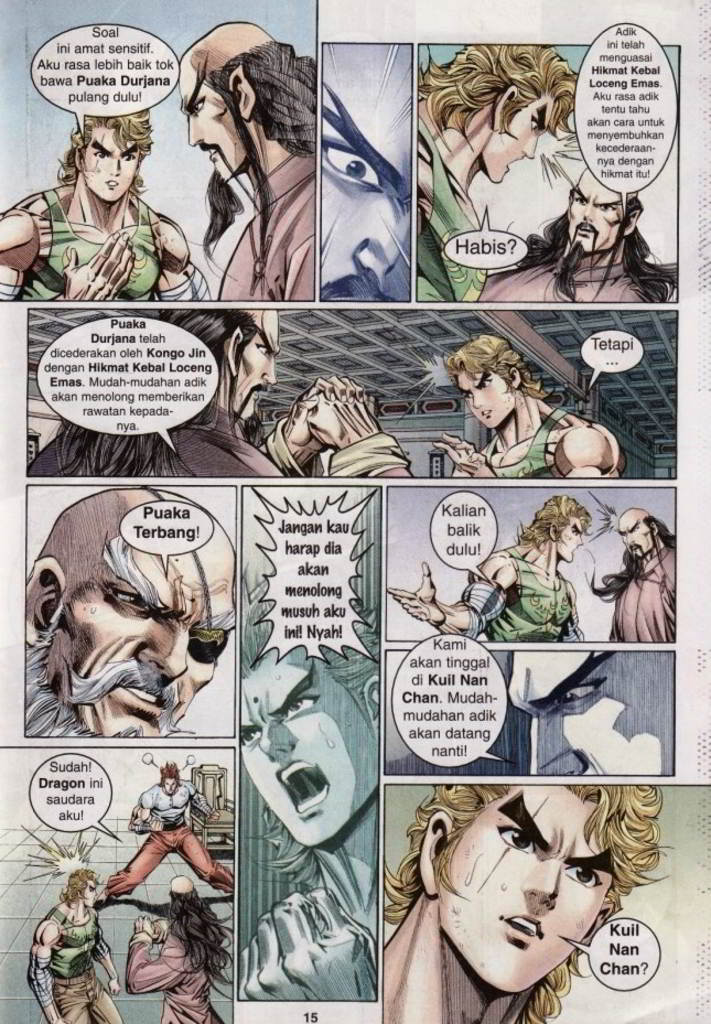 Soal
ini amat sensitif.
Aku rasa lebih baik tok
bawa Puaka Durjana
pulang dulu!
Adik
ini telah
menguasai
Hikmat Kebal
Loceng Emas.
Aku rasa adik
tentu tahu
akan cara untuk
menyembuhkan
kecederaan-
nya dengan
hikmat itu!
Habis?
Puaka
Durjana telah
dicederakan oleh Kongo Jin
dengan Hikmat Kebal Loceng
Emas. Mudah-mudahan adik
akan menolong memberikan
rawatan kepada-
nya.
Tetapi
...
Puaka
Terbang!
Jangan kau
harap dia
akan
menolong
musuh aku
ini! Nyah!
Kalian
balik
dulu!
Kami
akan tinggal
di Kuil Nan
Chan. Mudah-
mudahan adik
akan datang
nanti!
Sudah!
Dragon ini
saudara
aku!
Kuil
Nan
Chan?
15